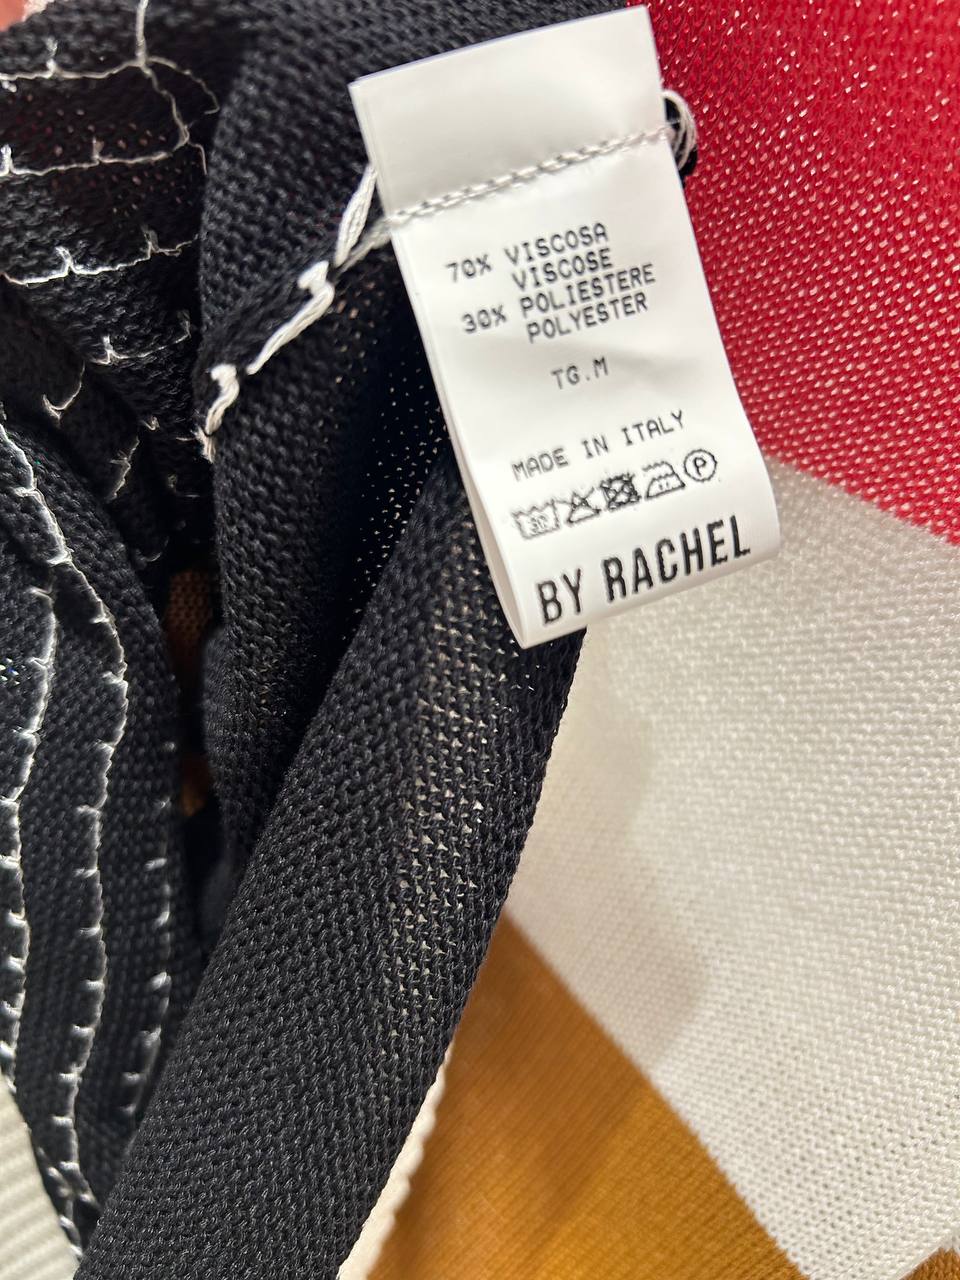 70% VISCOSA
VISCOSE
30% POLIESTERE
POLYESTER
TG.M
MADE IN ITALY
P
BY RACHEL